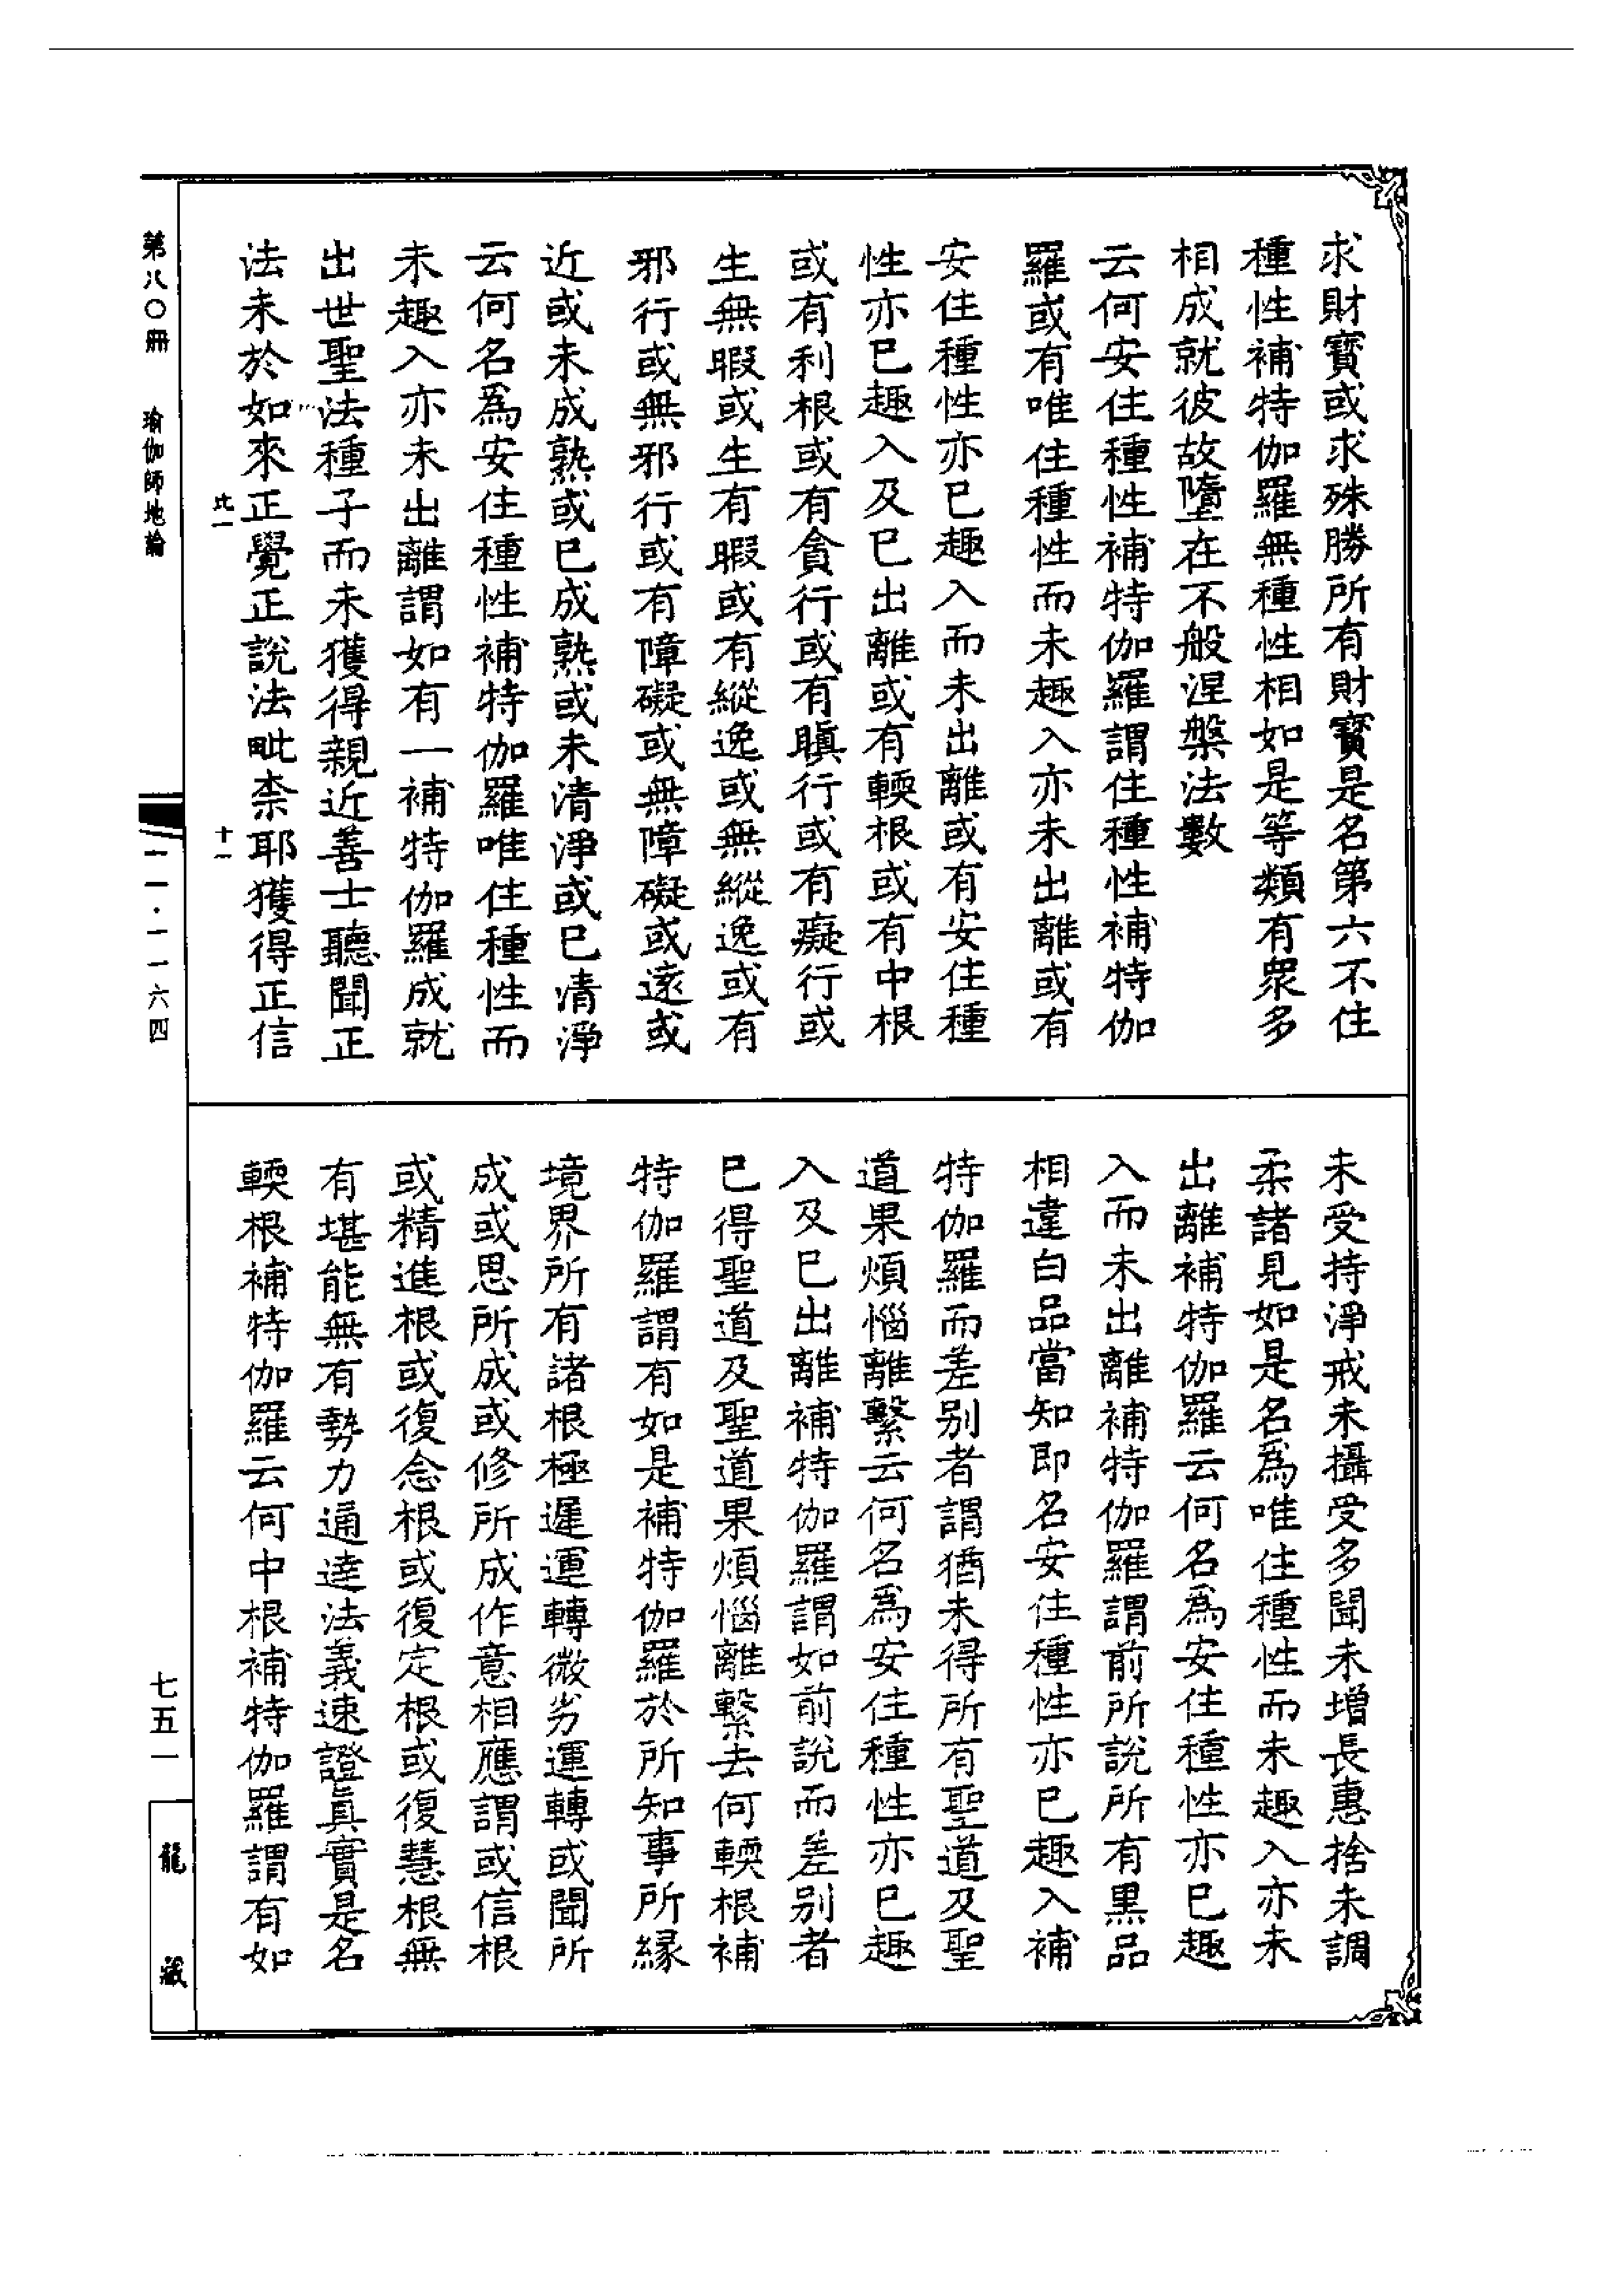 求財寳或求殊勝所有財寳是名第六不住
種性補特伽羅無種性相如是等類有眾多
相成就彼故墮在不般涅槃法數
云何安住種性補特伽羅謂住種性補特伽
羅或有唯住種性而未趣入亦未出離或有
安住種性亦巳趣入而未出離或有安住種
性亦巳趣入及巳出離或有輭根或有中根
或有利根或有貪行或有瞋行或有癡行或
生無暇或生有暇或有縱逸或無縱逸或有
邪行或無邪行或有障礙或無障礙或遠或
近或未成熟或巳成熟或未清淨或巳清淨
云何名為安住種性補特伽羅唯住種性而
未趣入亦未出離謂如有一補特伽羅成就
出世聖法種子而未獲得親近善士聽聞正
法未於如來正覺正說法毗柰耶獲得正信
未受持淨戒未攝受多聞未增長惠捨未調
柔諸見如是名為唯住種性而未趣入亦未
出離補特伽羅云何名為安住種性亦巳趣
入而未出離補特伽羅謂前所說所有黑品
相違白品當知即名安住種性亦巳趣入補
特伽羅而差別者謂猶未得所有聖道及聖
道果煩惱離繫云何名為安住種性亦巳趣
入及巳出離補特伽羅謂如前說而差別者
巳得聖道及聖道果煩惱離繫去何輭根補
特伽羅謂有如是補特伽羅於所知事所緣
境界所有諸根極遲運轉微劣運轉或聞所
成或思所成或修所成作意相應謂或信根
或精進根或復念根或復定根或復慧根無
有堪能無有勢力通達法義速證真實是名
輭根補特伽羅云何中根補特伽羅謂有如
第八〇冊 瑜伽師地論
一一·一一六四
七五一
龍藏
此一
十一